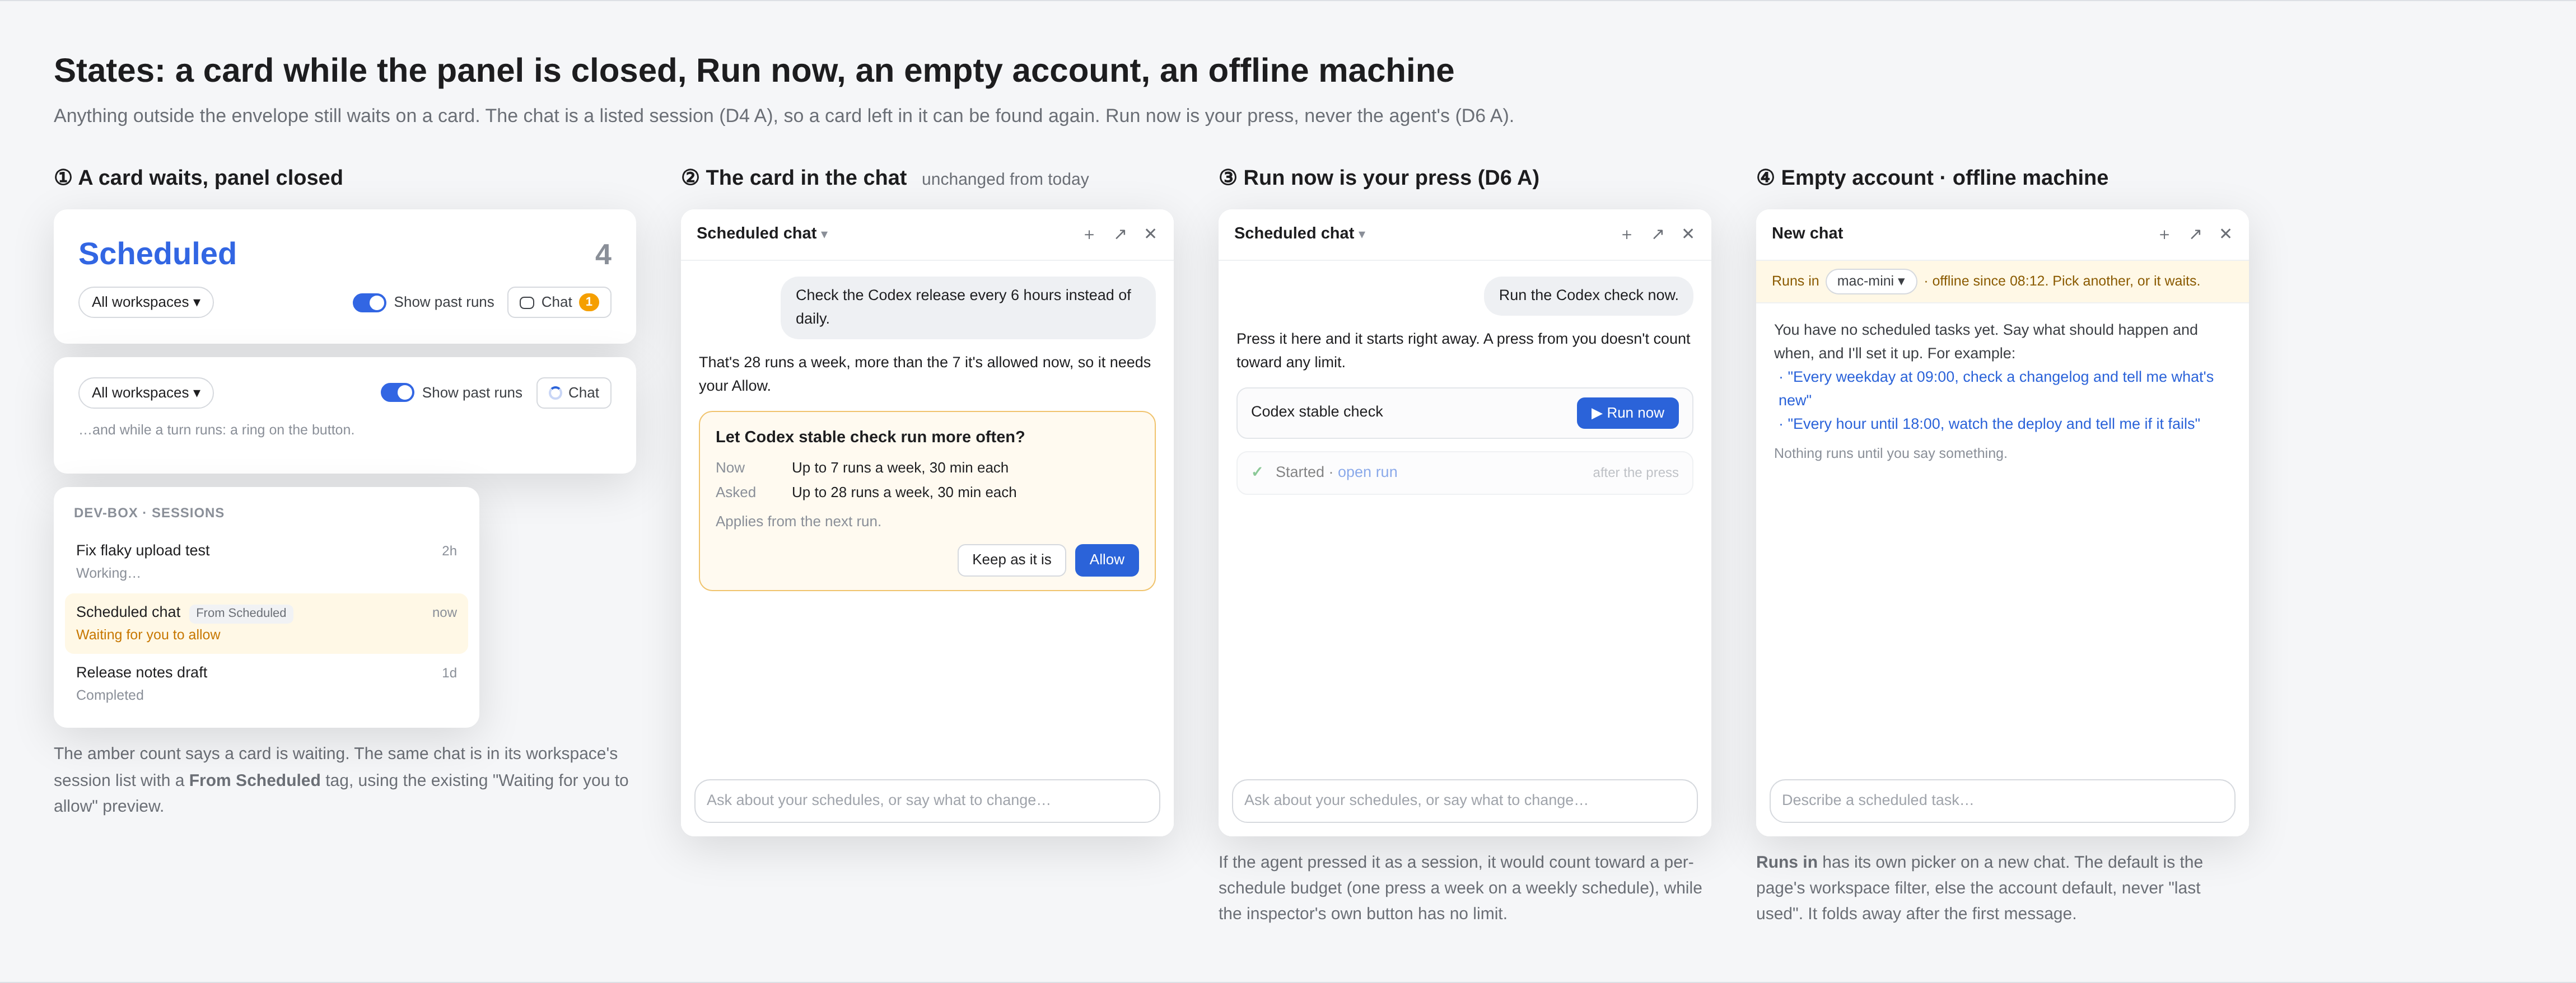 States: a card while the panel is closed, Run now, an empty account, an offline machine
Anything outside the envelope still waits on a card. The chat is a listed session (D4 A), so a card left in it can be found again. Run now is your press, never the agent's (D6 A).
① A card waits, panel closed
Scheduled 4
All workspaces ▾ Show past runs Chat 1
All workspaces ▾ Show past runs Chat
…and while a turn runs: a ring on the button.
DEV-BOX · SESSIONS
Fix flaky upload test 2h
Working…
Scheduled chat From Scheduled now
Waiting for you to allow
Release notes draft 1d
Completed
The amber count says a card is waiting. The same chat is in its workspace's
session list with a From Scheduled tag, using the existing "Waiting for you to
allow" preview.
② The card in the chat unchanged from today
Scheduled chat ▾ + ↗ ✕
Check the Codex release every 6 hours instead of
daily.
That's 28 runs a week, more than the 7 it's allowed now, so it needs
your Allow.
Let Codex stable check run more often?
Now Up to 7 runs a week, 30 min each
Asked Up to 28 runs a week, 30 min each
Applies from the next run.
Keep as it is Allow
Ask about your schedules, or say what to change…
③ Run now is your press (D6 A)
Scheduled chat ▾ + ↗ ✕
Run the Codex check now.
Press it here and it starts right away. A press from you doesn't count
toward any limit.
Codex stable check ▶ Run now
✓ Started · open run after the press
Ask about your schedules, or say what to change…
If the agent pressed it as a session, it would count toward a per-
schedule budget (one press a week on a weekly schedule), while
the inspector's own button has no limit.
④ Empty account · offline machine
New chat + ↗ ✕
Runs in mac-mini ▾ · offline since 08:12. Pick another, or it waits.
You have no scheduled tasks yet. Say what should happen and
when, and I'll set it up. For example:
· "Every weekday at 09:00, check a changelog and tell me what's
new"
· "Every hour until 18:00, watch the deploy and tell me if it fails"
Nothing runs until you say something.
Describe a scheduled task…
Runs in has its own picker on a new chat. The default is the
page's workspace filter, else the account default, never "last
used". It folds away after the first message.